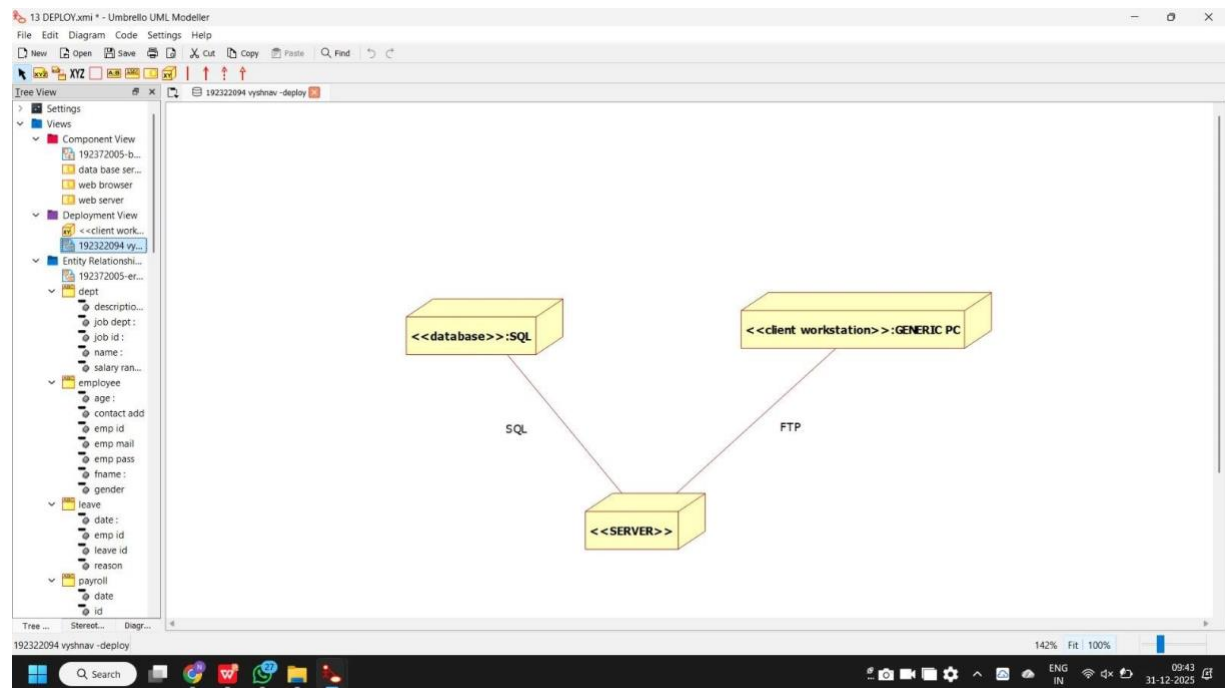 13 DEPLOY.xmi * - Umbrello UML Modeller
File Edit Diagram Code Settings Help
New Open Save Cut Copy Paste Find
XYZ
Tree View
192322094 vyshnav -deploy
Settings
Views
Component View
192372005-b...
data base ser...
web browser
web server
Deployment View
<<client work...
192322094 vy...
Entity Relationshi...
192372005-er...
dept
descriptio...
job dept :
job id :
name :
salary ran...
employee
age :
contact add
emp id
emp mail
emp pass
fname :
gender
leave
date :
emp id
leave id
reason
payroll
date
id
Tree ... Stereot... Diagr...
<<database>>:SQL
<<client workstation>>:GENERIC PC
SQL
FTP
<<SERVER>>
192322094 vyshnav -deploy
142% Fit 100%
Search
27
ENG
IN
09:43
31-12-2025